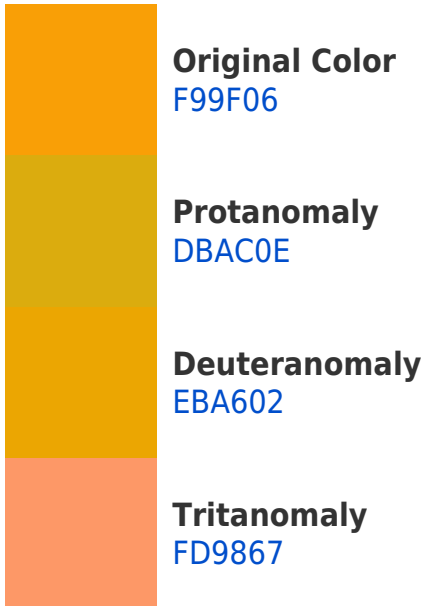 Original Color
F99F06
Protanomaly
DBAC0E
Deuteranomaly
EBA602
Tritanomaly
FD9867